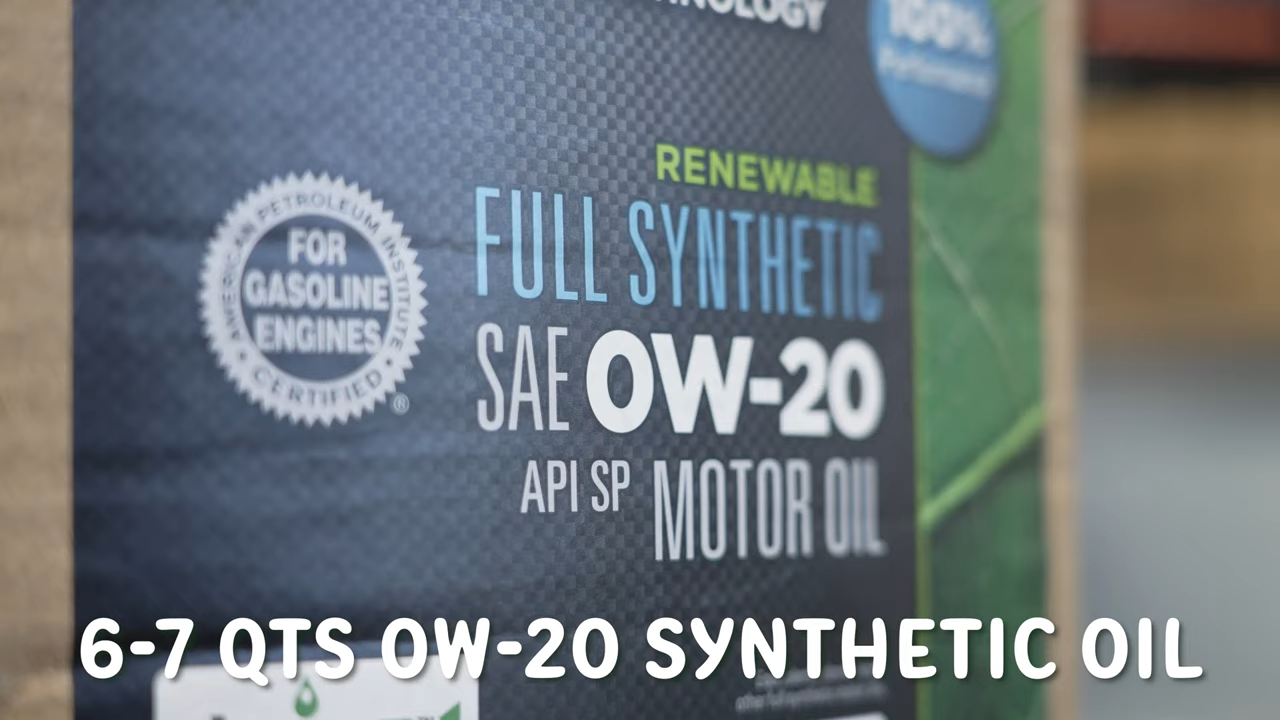 100%
RENEWABLE
FULL SYNTHETIC
SAE 0W-20
API SP MOTOR OIL
AMERICAN PETROLEUM INSTITUTE
FOR
GASOLINE
ENGINES
CERTIFIED
®
6-7 QTS 0W-20 SYNTHETIC OIL